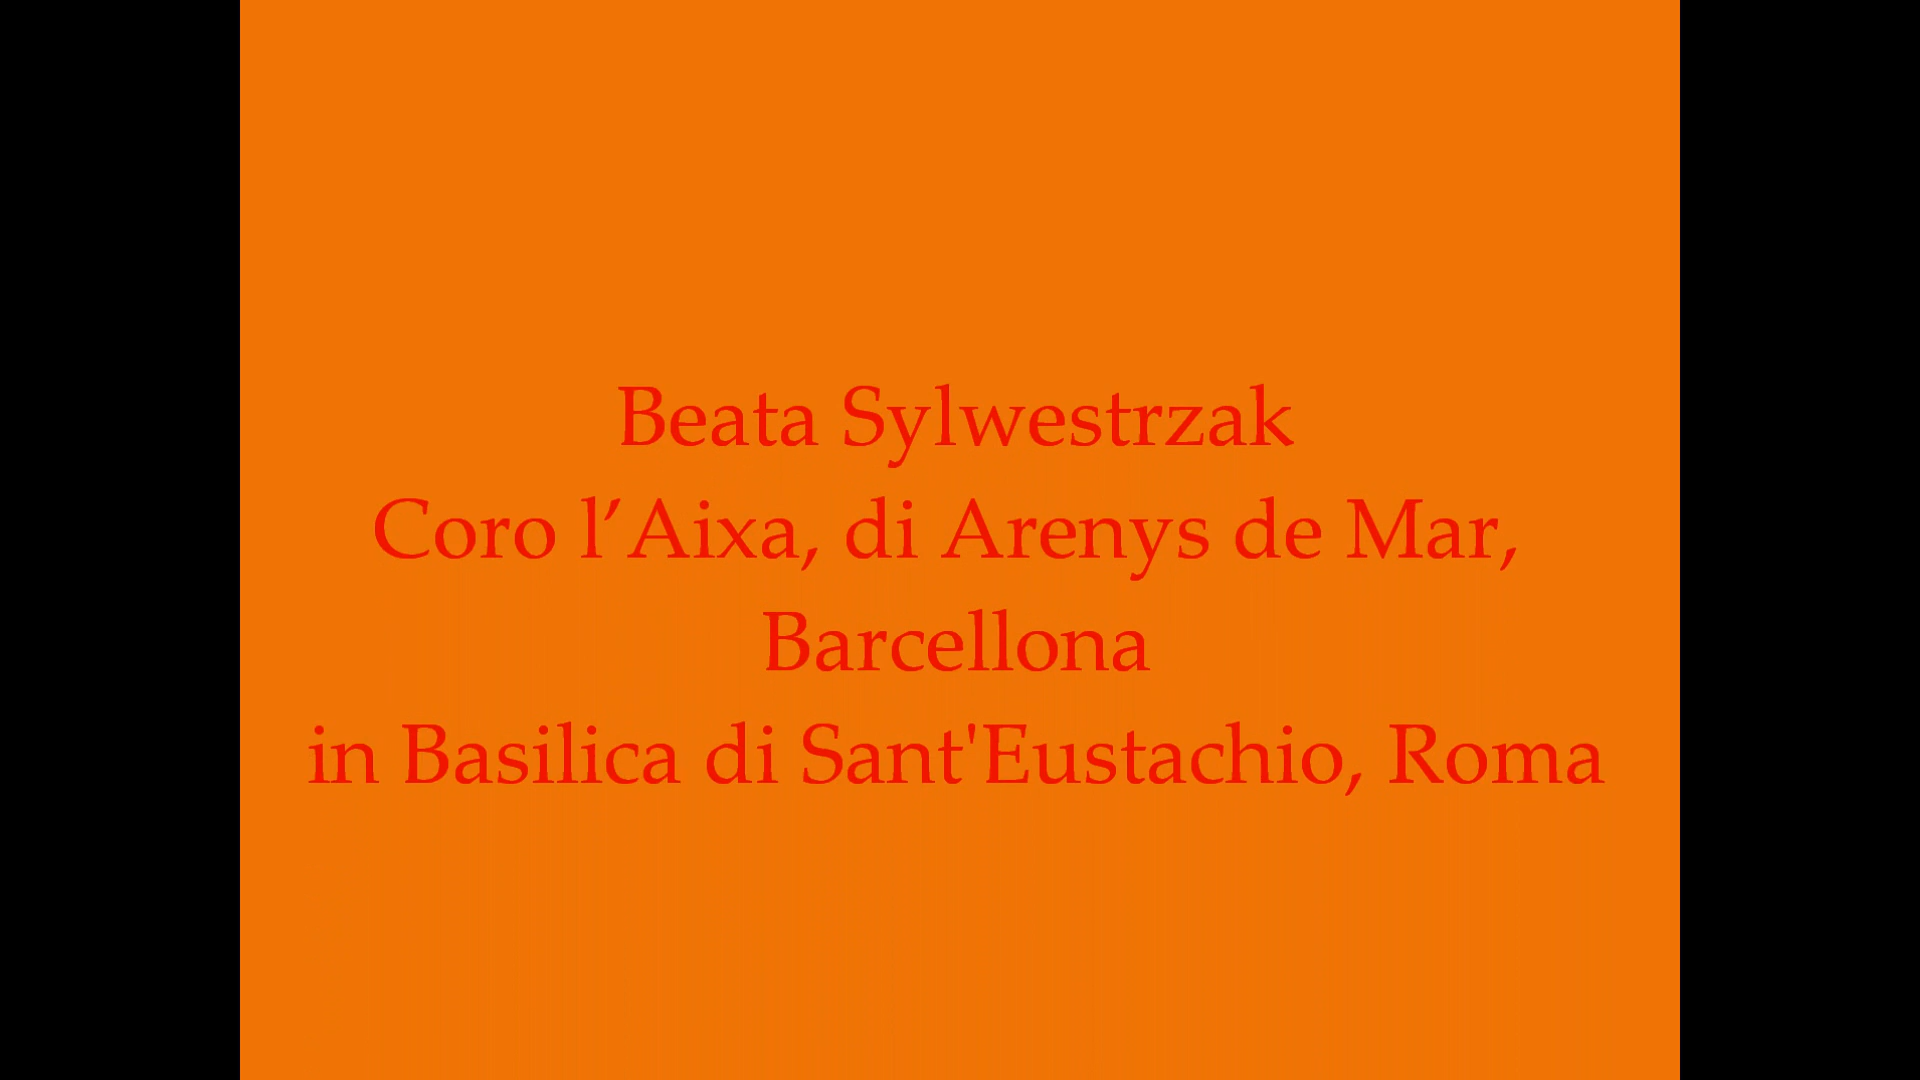 Beata Sylwestrzak
Coro l’Aixa, di Arenys de Mar,
Barcellona
in Basilica di Sant'Eustachio, Roma